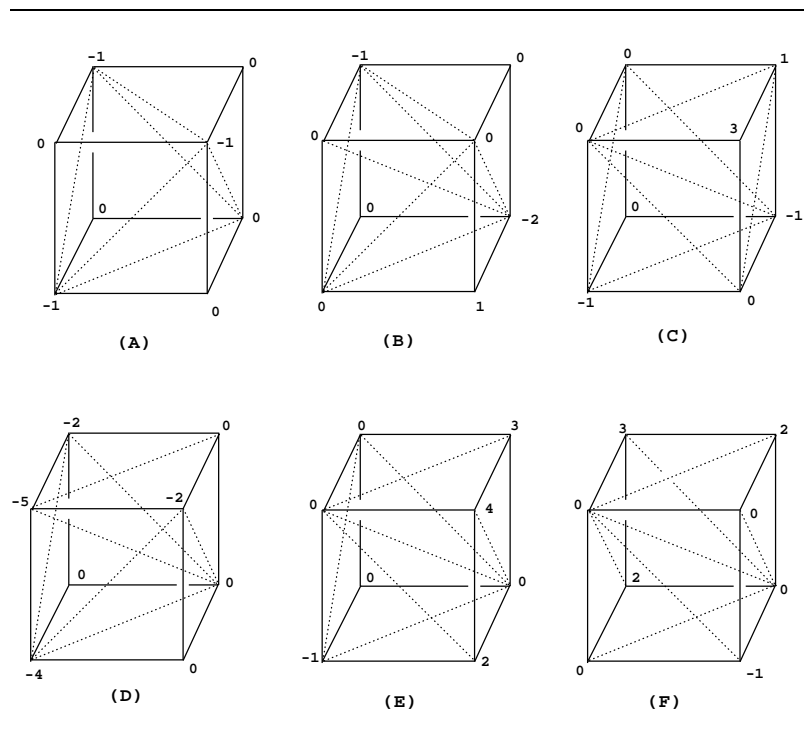 -1 0 -1 0 0 1
0 -1 0 0 0 3
0 0 0 -2 0 -1
-1 0 0 1 -1 0
(A) (B) (C)
-2 0 0 3 3 2
-5 -2 0 4 0 0
0 0 0 0 2 0
-4 0 -1 2 0 -1
(D) (E) (F)